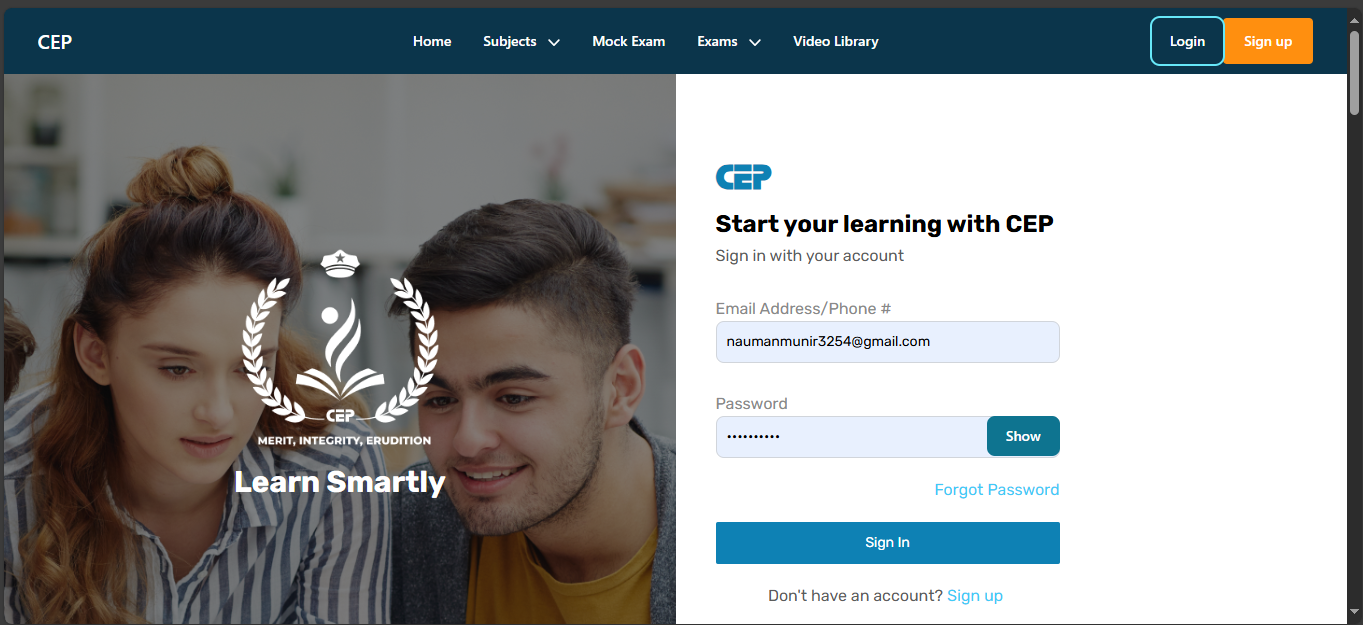 CEP
Home Subjects Mock Exam Exams Video Library
Login Sign up
CEP
MERIT, INTEGRITY, ERUDITION
Learn Smartly
CEP
Start your learning with CEP
Sign in with your account
Email Address/Phone #
naumanmunir3254@gmail.com
Password
••••••••••
Show
Forgot Password
Sign In
Don't have an account? Sign up